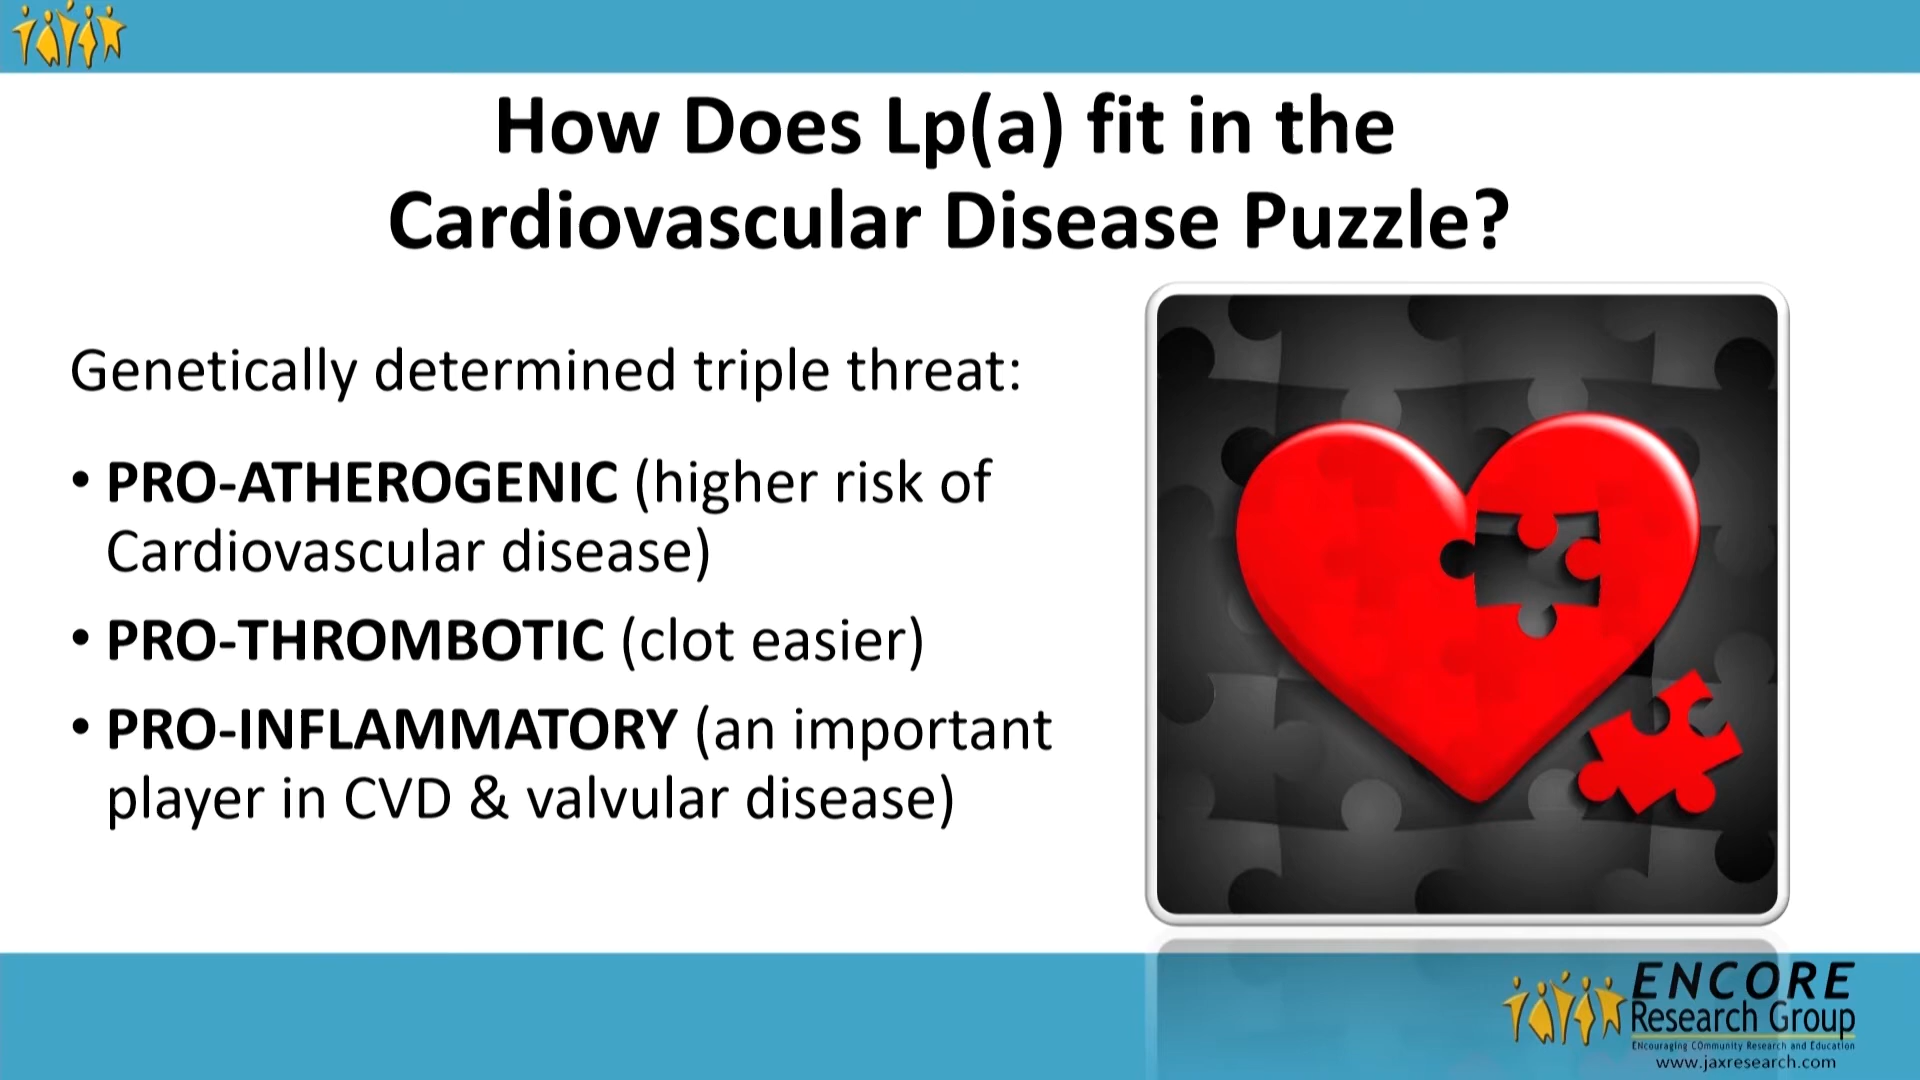 How Does Lp(a) fit in the
Cardiovascular Disease Puzzle?
Genetically determined triple threat:
• PRO-ATHEROGENIC (higher risk of
Cardiovascular disease)
• PRO-THROMBOTIC (clot easier)
• PRO-INFLAMMATORY (an important
player in CVD & valvular disease)
ENCORE
Research Group
ENcouraging COmmunity Research and Education
www.jaxresearch.com